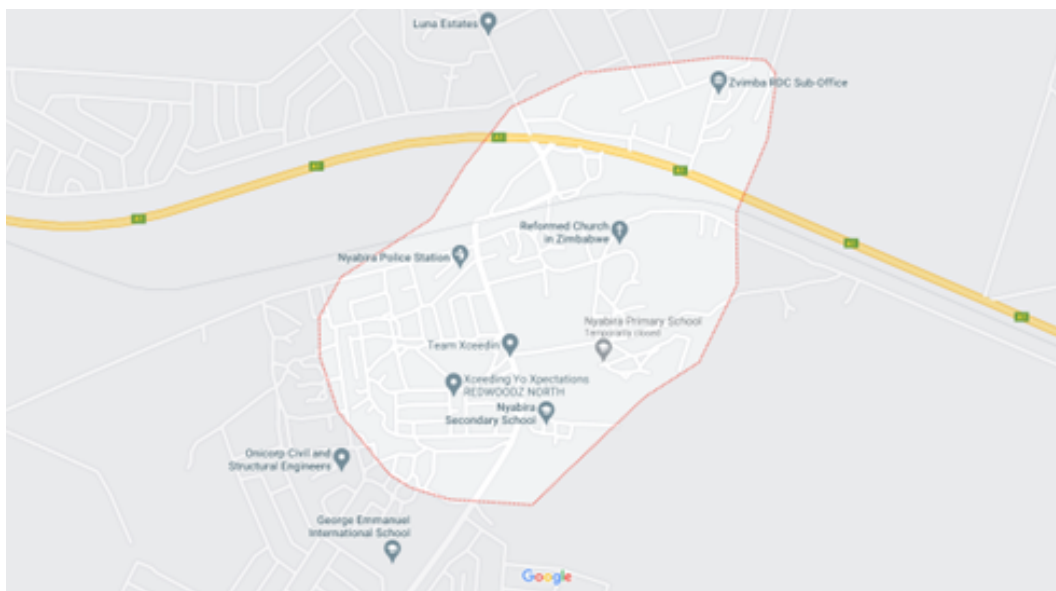 Luna Estates
Zvimba RDC Sub-Office
A1
A1
A1
A1
Reformed Church
in Zimbabwe
A1
Nyabira Police Station
Nyabira Primary School
Temporarily closed
A1
Team Xceedin
Xceeding Yo Xpectations
REDWOODZ NORTH
Nyabira
Secondary School
Onicorp Civil and
Structural Engineers
George Emmanuel
International School
Google